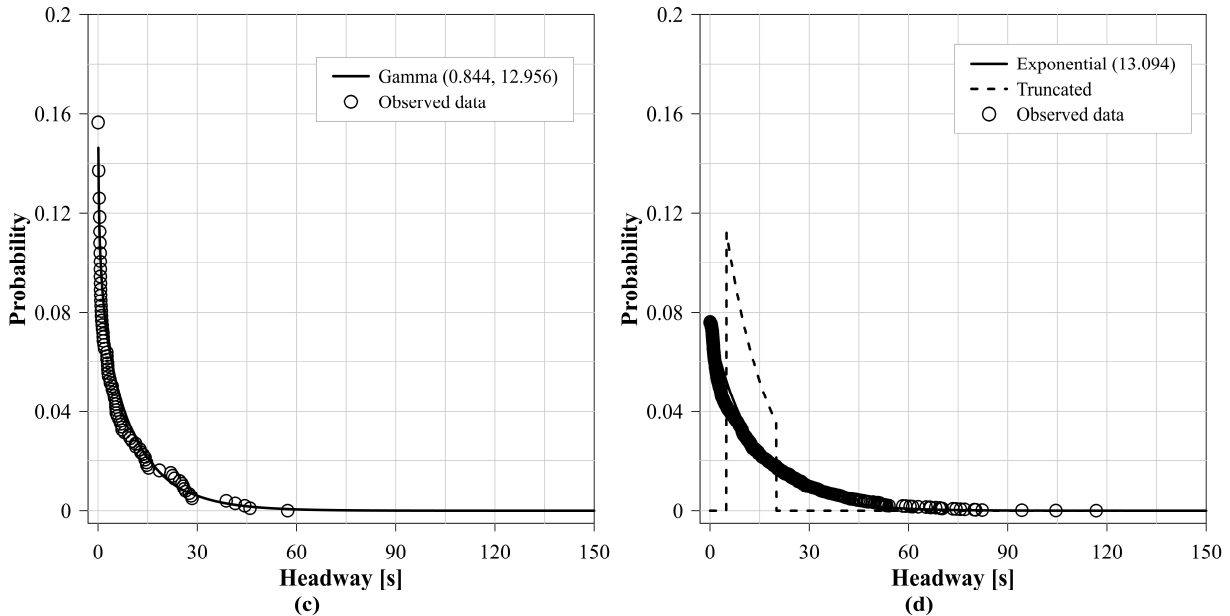 0.2
0.16
0.12
0.08
0.04
0
Probability
Gamma (0.844, 12.956)
Observed data
0 30 60 90 120 150
Headway [s]
(c)
0.2
0.16
0.12
0.08
0.04
0
Probability
Exponential (13.094)
Truncated
Observed data
0 30 60 90 120 150
Headway [s]
(d)